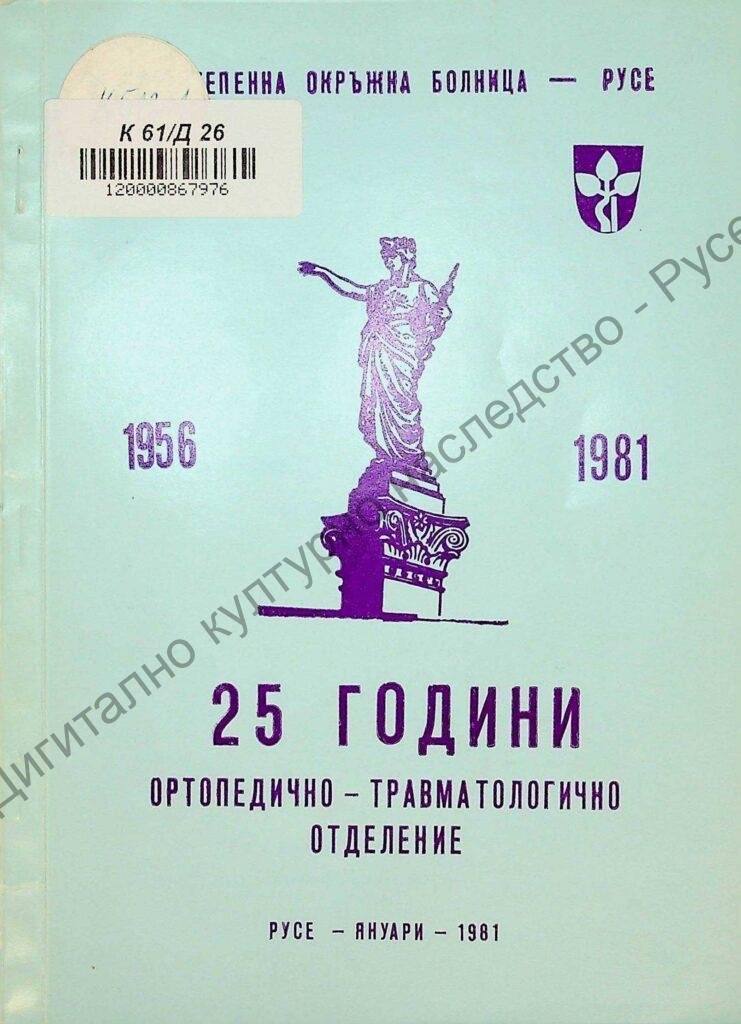 ЕПЕННА ОКРЪЖНА БОЛНИЦА — РУСЕ
К 61/Д 26
120000867976
1956
1981
25 ГОДИНИ
ОРТОПЕДИЧНО – ТРАВМАТОЛОГИЧНО
ОТДЕЛЕНИЕ
РУСЕ – ЯНУАРИ – 1981
Дигитално културно наследство - Русе